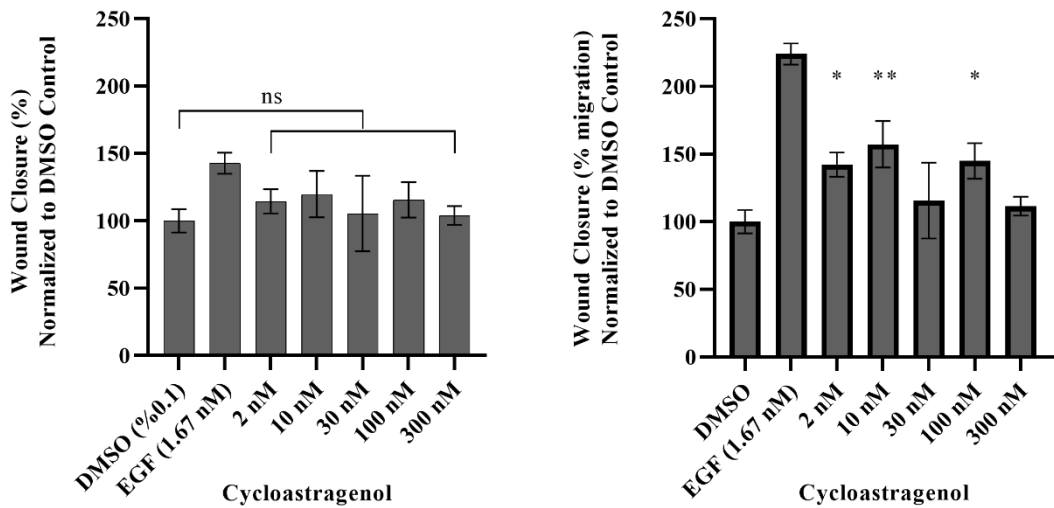 Wound Closure (%)
Normalized to DMSO Control
250
200
150
100
50
0
ns
DMSO (%0.1)
EGF (1.67 nM)
2 nM
10 nM
30 nM
100 nM
300 nM
Cycloastragenol
Wound Closure (% migration)
Normalized to DMSO Control
250
200
150
100
50
0
*
**
*
DMSO
EGF (1.67 nM)
2 nM
10 nM
30 nM
100 nM
300 nM
Cycloastragenol